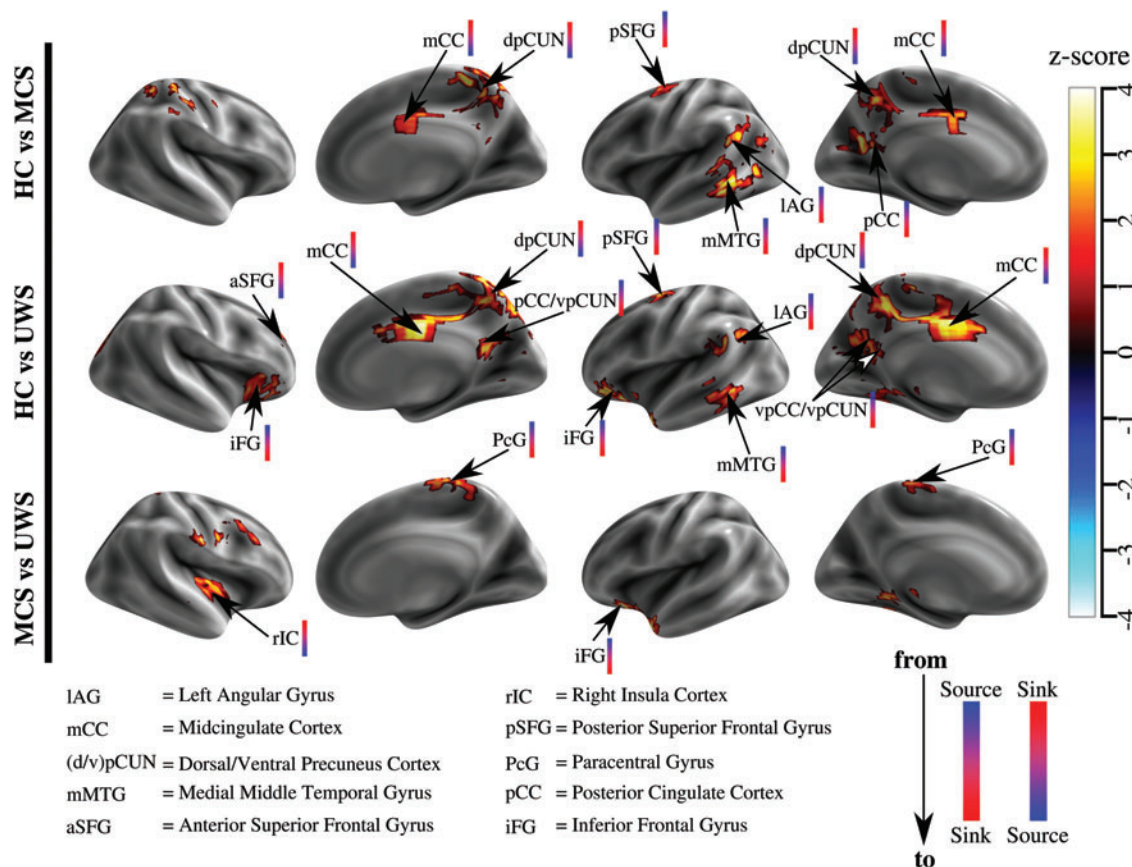 HC vs MCS
mCC
dpCUN
pSFG
dpCUN
mCC
lAG
mMTG
pCC
z-score
4
3
2
1
0
-1
-2
-3
-4
HC vs UWS
aSFG
mCC
dpCUN
pCC/vpCUN
pSFG
lAG
dpCUN
mCC
iFG
iFG
mMTG
vpCC/vpCUN
MCS vs UWS
PcG
PcG
rIC
iFG
lAG = Left Angular Gyrus
mCC = Midcingulate Cortex
(d/v)pCUN = Dorsal/Ventral Precuneus Cortex
mMTG = Medial Middle Temporal Gyrus
aSFG = Anterior Superior Frontal Gyrus
rIC = Right Insula Cortex
pSFG = Posterior Superior Frontal Gyrus
PcG = Paracentral Gyrus
pCC = Posterior Cingulate Cortex
iFG = Inferior Frontal Gyrus
from
Source Sink
Sink Source
to